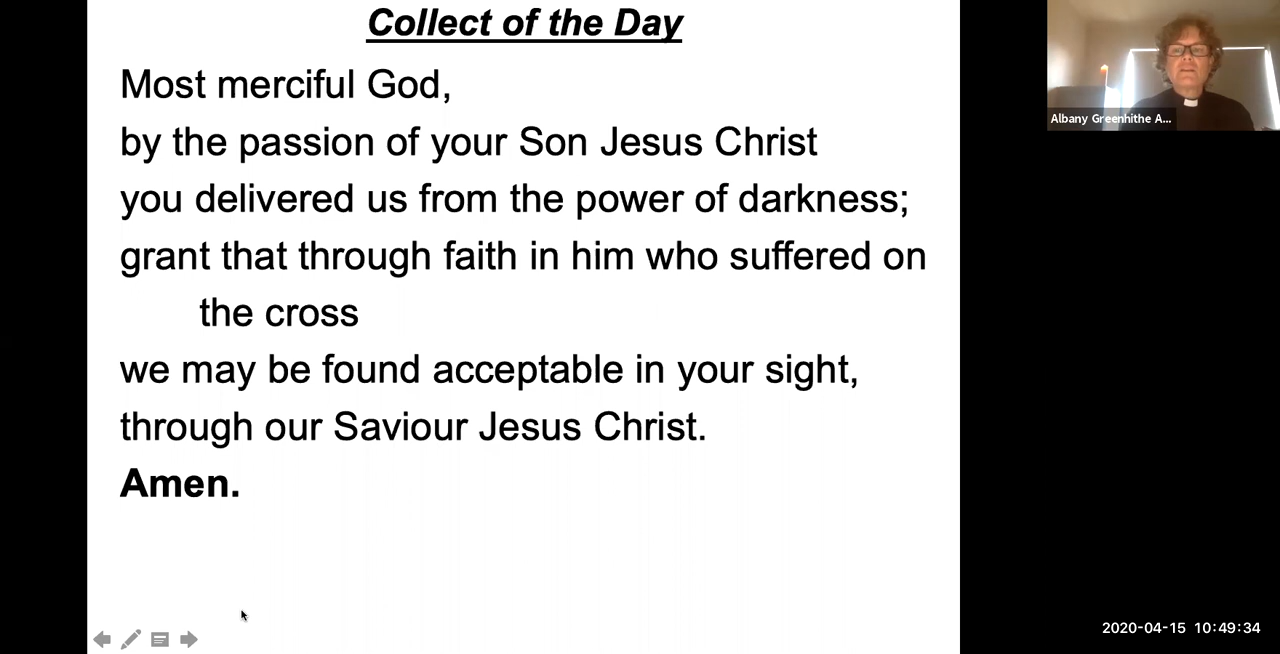 Collect of the Day
Most merciful God,
by the passion of your Son Jesus Christ
you delivered us from the power of darkness;
grant that through faith in him who suffered on
the cross
we may be found acceptable in your sight,
through our Saviour Jesus Christ.
Amen.
Albany Greenhithe A...
2020-04-15 10:49:34